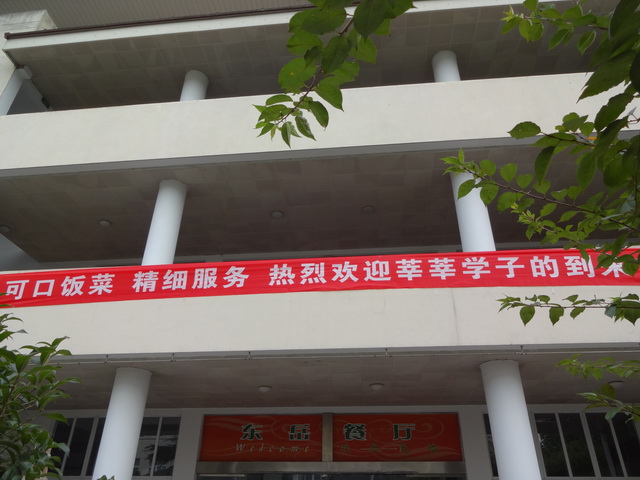 可口饭菜 精细服务 热烈欢迎莘莘学子的到来
东岳餐厅
Welcome